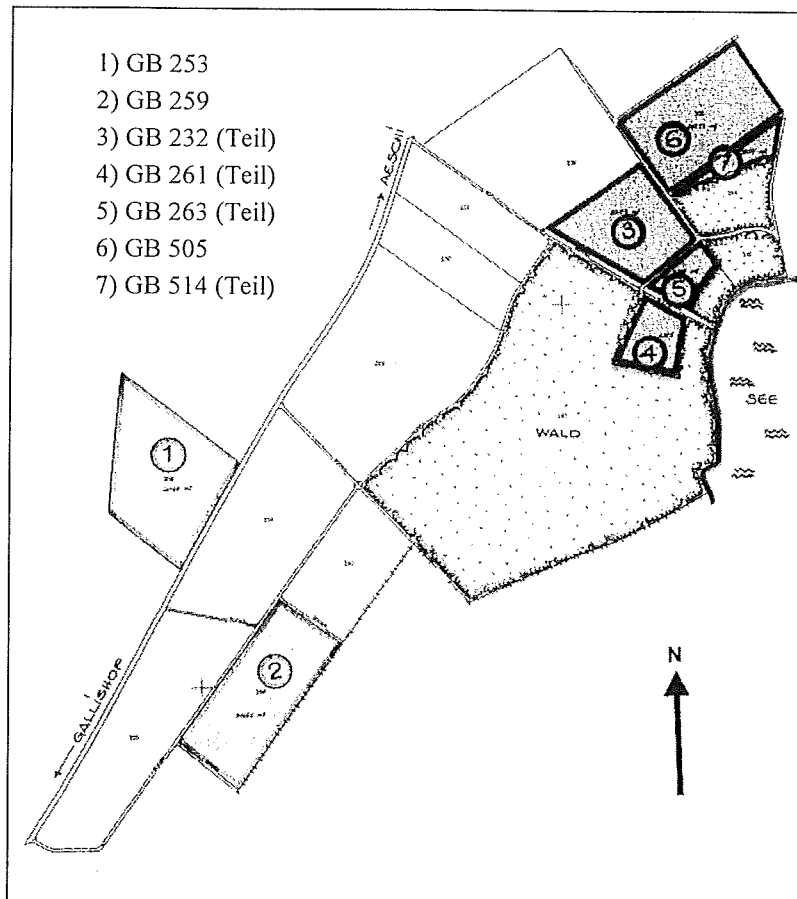 1) GB 253
2) GB 259
3) GB 232 (Teil)
4) GB 261 (Teil)
5) GB 263 (Teil)
6) GB 505
7) GB 514 (Teil)
AESCHI
6
7
3
5
4
SEE
WALD
1
N
2
GALLISHOF